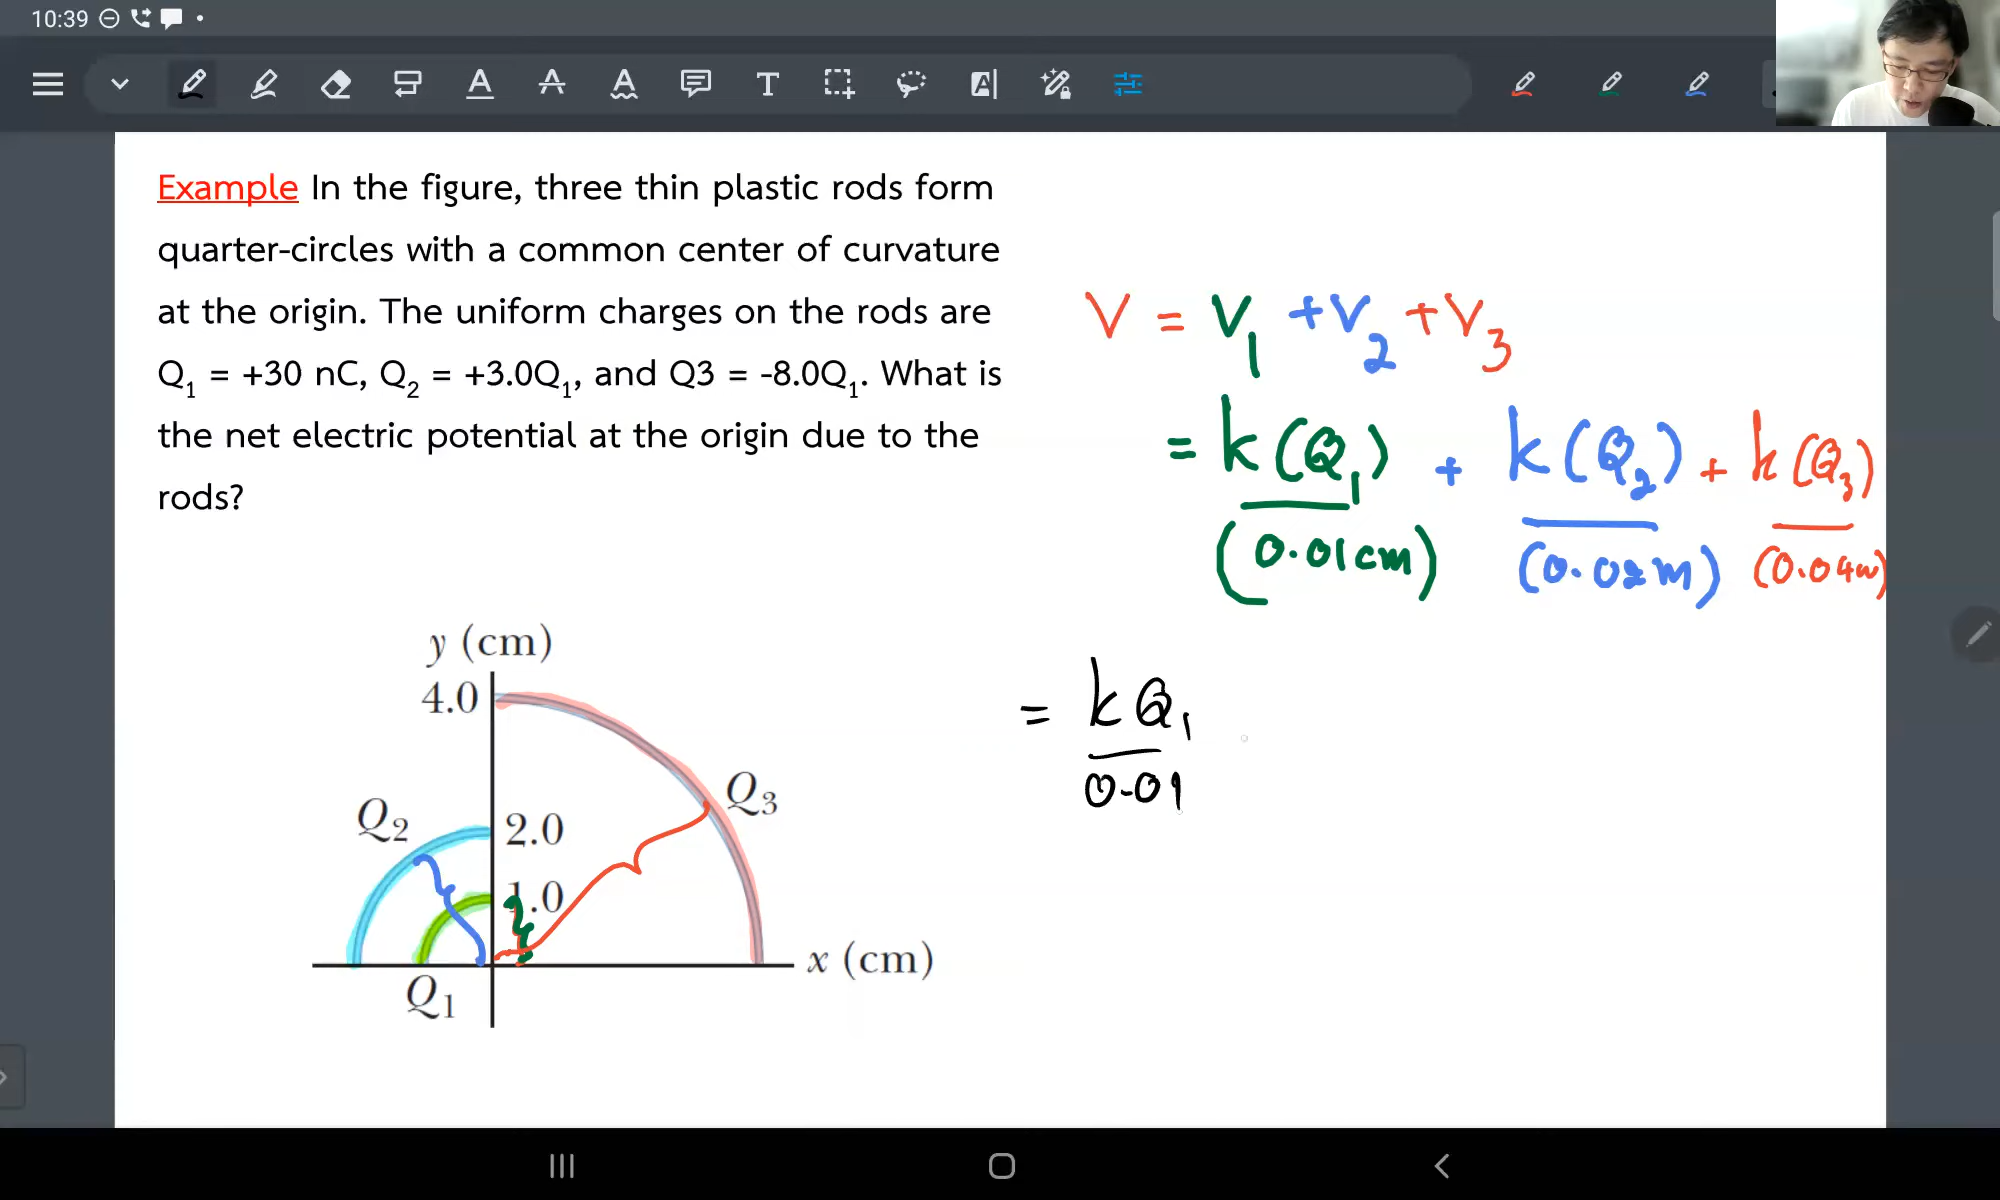 10:39
T
A
Example In the figure, three thin plastic rods form
quarter-circles with a common center of curvature
at the origin. The uniform charges on the rods are
Q₁ = +30 nC, Q₂ = +3.0Q₁, and Q3 = -8.0Q₁. What is
the net electric potential at the origin due to the
rods?
V = V₁ + V₂ + V₃
= k(Q₁) + k(Q₂) + k(Q₃)
(0.01cm) (0.02m) (0.04m)
= kQ₁
0.01
y (cm)
4.0
Q₃
Q₂
2.0
1.0
x (cm)
Q₁